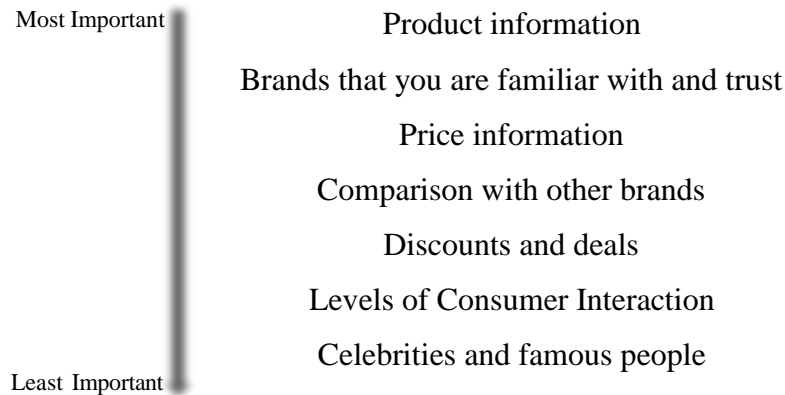 Most Important
Product information
Brands that you are familiar with and trust
Price information
Comparison with other brands
Discounts and deals
Levels of Consumer Interaction
Celebrities and famous people
Least Important